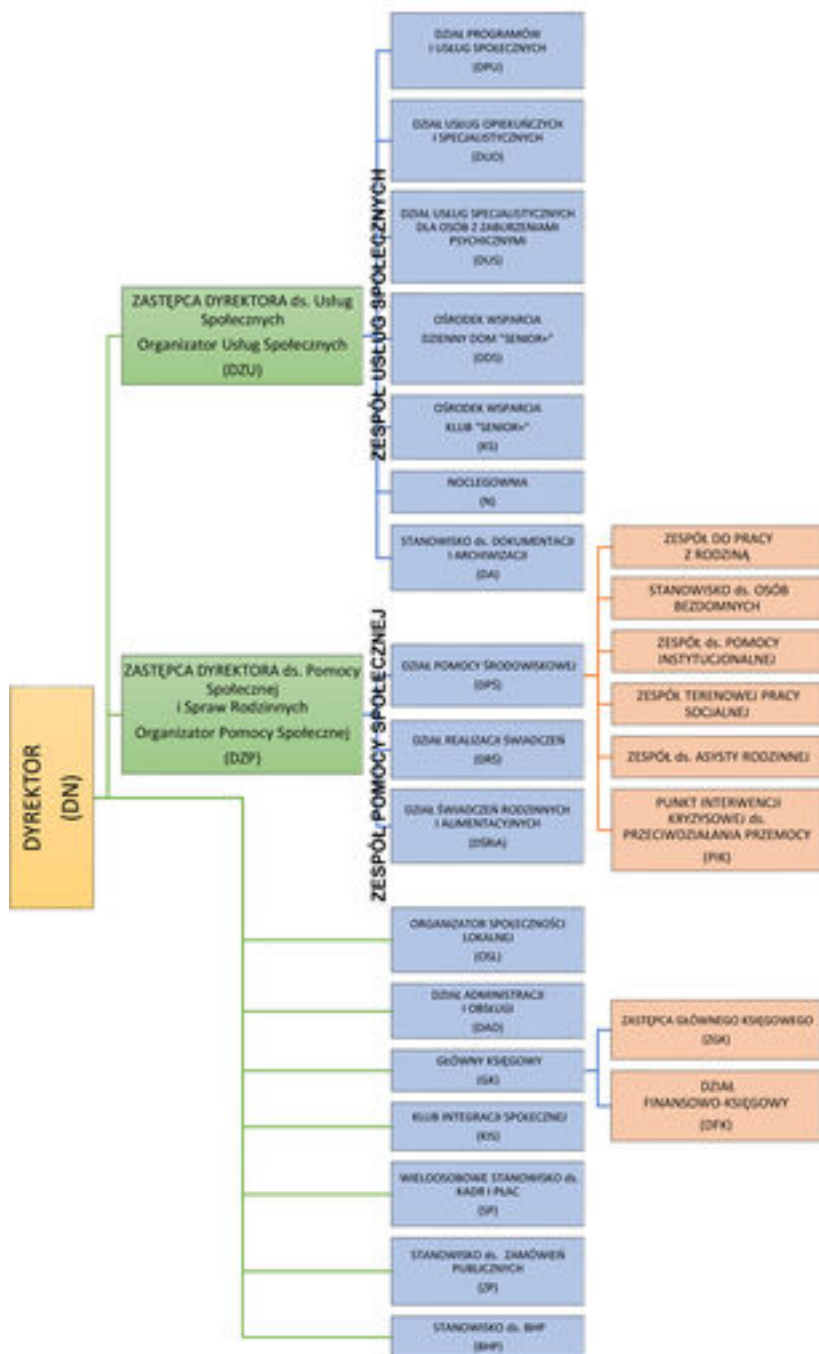 DYREKTOR
(DN)
ZASTĘPCA DYREKTORA ds. Usług
Społecznych
Organizator Usług Społecznych
(DZU)
ZESPÓŁ USŁUG SPOŁECZNYCH
DZIAŁ PROGRAMÓW
I USŁUG SPOŁECZNYCH
(DPU)
DZIAŁ USŁUG OPIEKUŃCZYCH
I SPECJALISTYCZNYCH
(DUO)
DZIAŁ USŁUG SPECJALISTYCZNYCH
DLA OSÓB Z ZABURZENIAMI
PSYCHICZNYMI
(DUS)
OŚRODEK WSPARCIA
DZIENNY DOM "SENIOR+"
(DDS)
OŚRODEK WSPARCIA
KLUB "SENIOR+"
(KS)
NOCLEGOWNIA
(N)
STANOWISKO ds. DOKUMENTACJI
I ARCHIWIZACJI
(DA)
ZASTĘPCA DYREKTORA ds. Pomocy
Społecznej
i Spraw Rodzinnych
Organizator Pomocy Społecznej
(DZP)
ZESPÓŁ POMOCY SPOŁECZNEJ
DZIAŁ POMOCY ŚRODOWISKOWEJ
(DPS)
ZESPÓŁ DO PRACY
Z RODZINĄ
STANOWISKO ds. OSÓB
BEZDOMNYCH
ZESPÓŁ ds. POMOCY
INSTYTUCJONALNEJ
ZESPÓŁ TERENOWEJ PRACY
SOCJALNEJ
ZESPÓŁ ds. ASYSTY RODZINNEJ
PUNKT INTERWENCJI
KRYZYSOWEJ ds.
PRZECIWDZIAŁANIA PRZEMOCY
(PIK)
DZIAŁ REALIZACJI ŚWIADCZEŃ
(DRS)
DZIAŁ ŚWIADCZEŃ RODZINNYCH
I ALIMENTACYJNYCH
(DŚRiA)
ORGANIZATOR SPOŁECZNOŚCI
LOKALNEJ
(OSL)
DZIAŁ ADMINISTRACJI
I OBSŁUGI
(DAO)
GŁÓWNY KSIĘGOWY
(GK)
ZASTĘPCA GŁÓWNEGO KSIĘGOWEGO
(ZGK)
DZIAŁ
FINANSOWO-KSIĘGOWY
(DFK)
KLUB INTEGRACJI SPOŁECZNEJ
(KIS)
WIELOOSOBOWE STANOWISKO ds.
KADR I PŁAC
(SP)
STANOWISKO ds. ZAMÓWIEŃ
PUBLICZNYCH
(ZP)
STANOWISKO ds. BHP
(BHP)